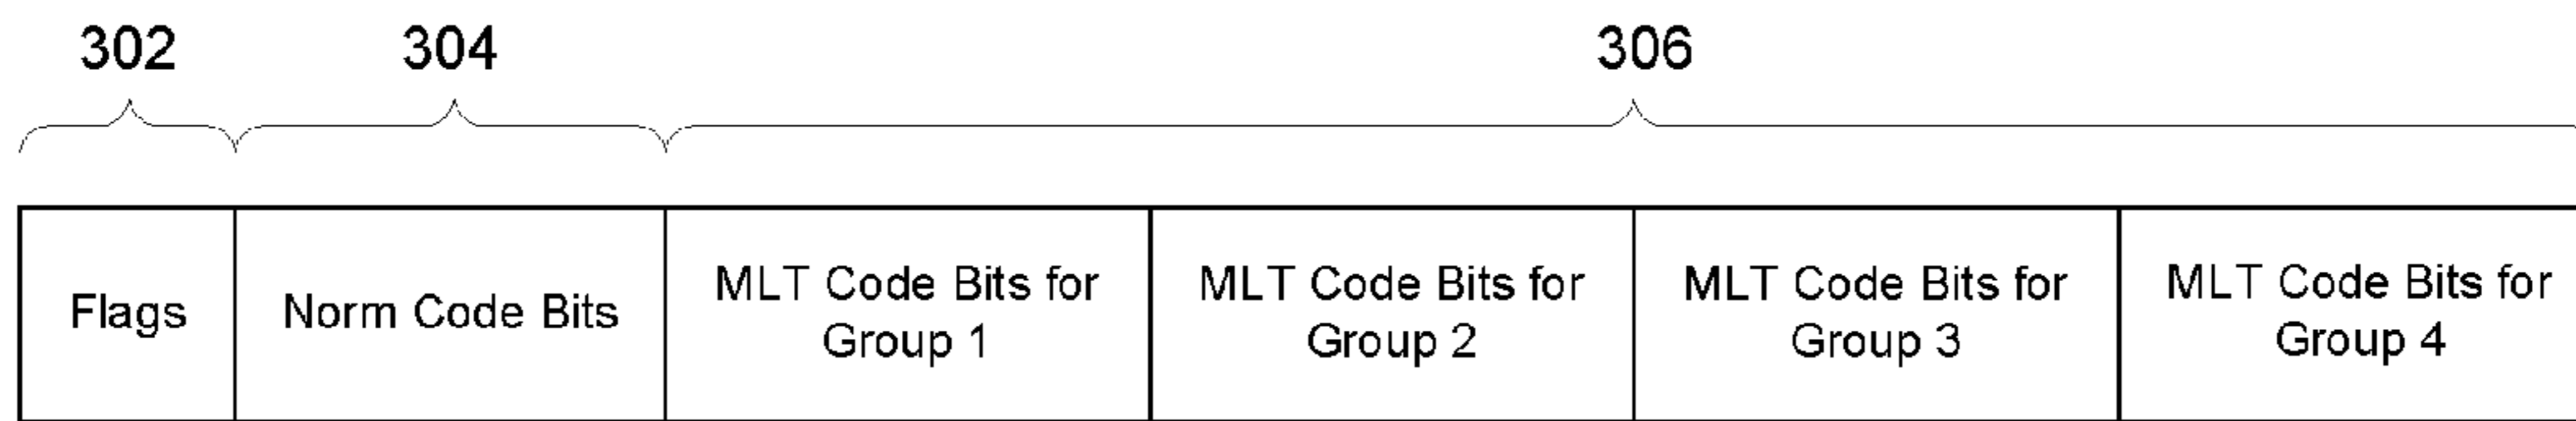 302 304 306
Flags
Norm Code Bits
MLT Code Bits for
Group 1
MLT Code Bits for
Group 2
MLT Code Bits for
Group 3
MLT Code Bits for
Group 4